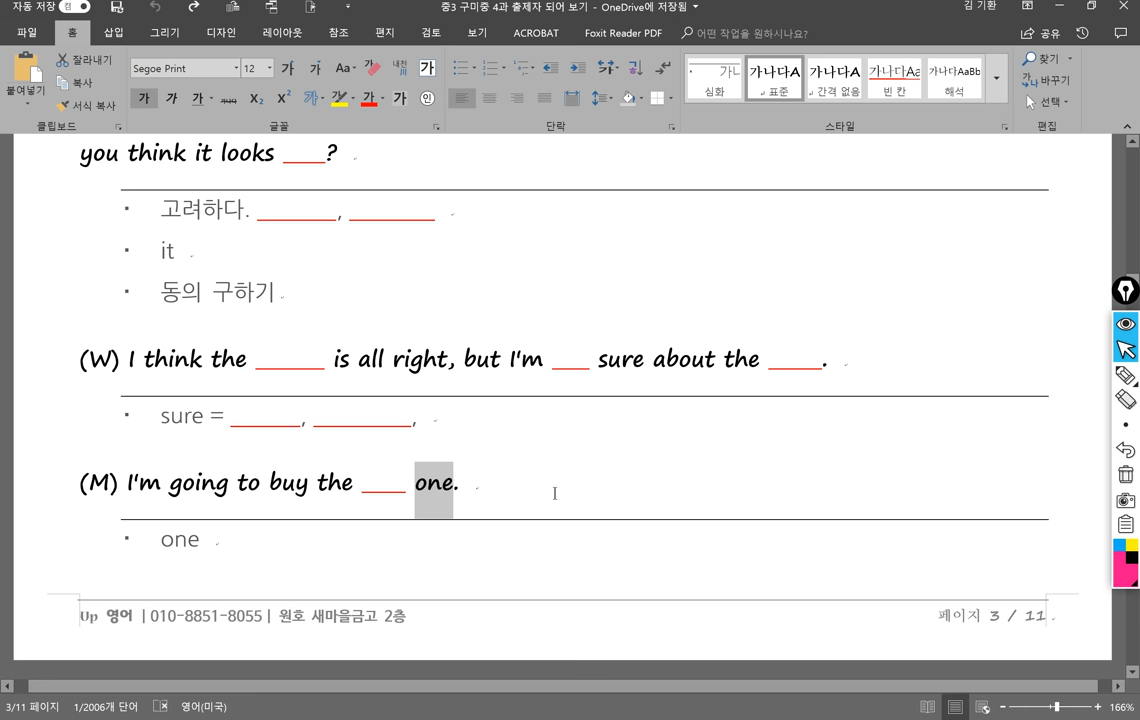 자동 저장 켬 중3 구미중 4과 출제자 되어 보기 - OneDrive에 저장됨 김 기환
파일 홈 삽입 그리기 디자인 레이아웃 참조 편지 검토 보기 ACROBAT Foxit Reader PDF 어떤 작업을 원하시나요? 공유
붙여넣기 잘라내기 복사 서식 복사
Segoe Print 12
가나다A 가나다A 가나다Aa 가나다AaBb
심화 표준 간격 없음 빈 칸 해석
찾기 바꾸기 선택
클립보드 글꼴 단락 스타일 편집
you think it looks ____?
고려하다. ________, ________
it
동의 구하기
(W) I think the ______ is all right, but I'm ____ sure about the _____.
sure = ______, ________,
(M) I'm going to buy the ____ one.
one
Up 영어 | 010-8851-8055 | 원호 새마을금고 2층 페이지 3 / 11
3/11 페이지 1/2006개 단어 영어(미국) 166%